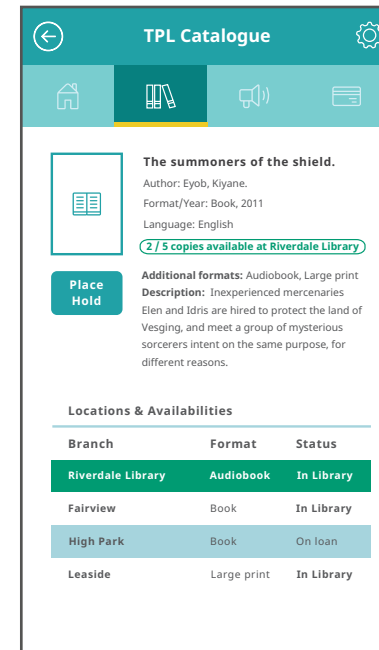 TPL Catalogue
The summoners of the shield.
Author: Eyob, Kiyane.
Format/Year: Book, 2011
Language: English
2 / 5 copies available at Riverdale Library
Place
Hold
Additional formats: Audiobook, Large print
Description: Inexperienced mercenaries
Elen and Idris are hired to protect the land of
Vesging, and meet a group of mysterious
sorcerers intent on the same purpose, for
different reasons.
Locations & Availabilities
Branch Format Status
Riverdale Library Audiobook In Library
Fairview Book In Library
High Park Book On loan
Leaside Large print In Library